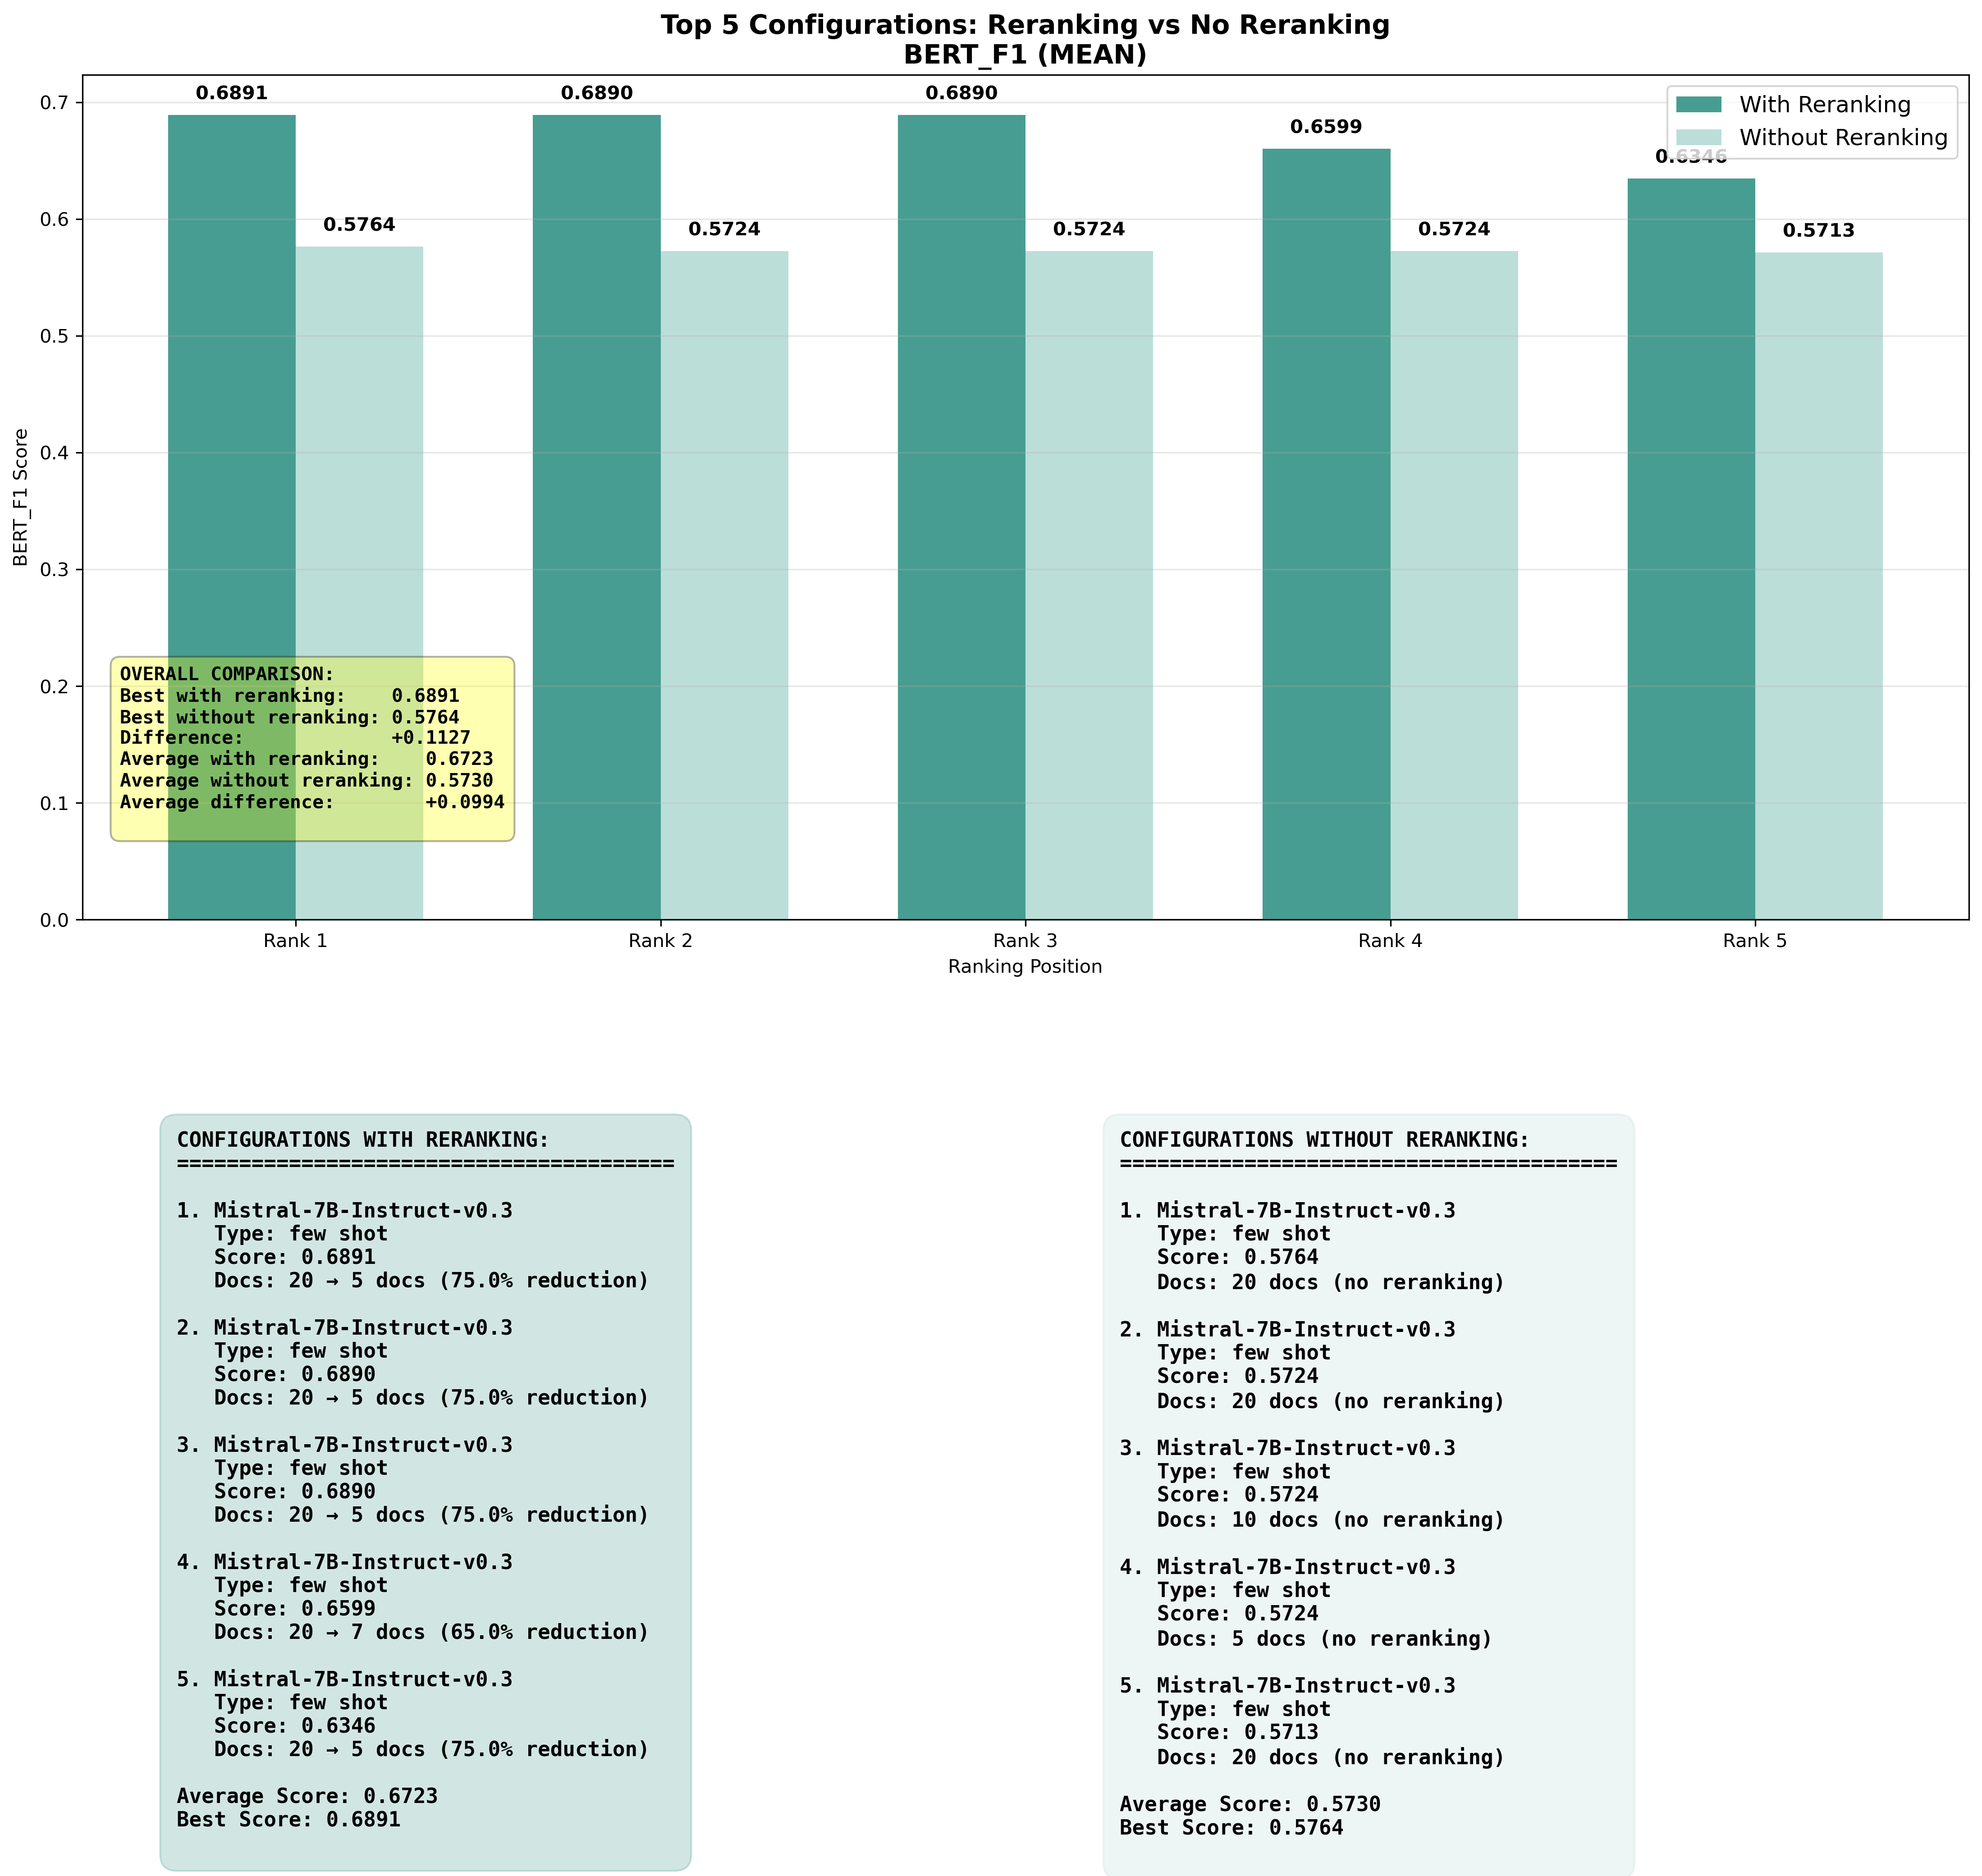 Top 5 Configurations: Reranking vs No Reranking
BERT_F1 (MEAN)
BERT_F1 Score
0.7
0.6
0.5
0.4
0.3
0.2
0.1
0.0
0.6891
0.5764
0.6890
0.5724
0.6890
0.5724
0.6599
0.5724
0.6346
0.5713
With Reranking
Without Reranking
OVERALL COMPARISON:
Best with reranking: 0.6891
Best without reranking: 0.5764
Difference: +0.1127
Average with reranking: 0.6723
Average without reranking: 0.5730
Average difference: +0.0994
Rank 1
Rank 2
Rank 3
Rank 4
Rank 5
Ranking Position
CONFIGURATIONS WITH RERANKING:
========================================
1. Mistral-7B-Instruct-v0.3
Type: few shot
Score: 0.6891
Docs: 20 → 5 docs (75.0% reduction)
2. Mistral-7B-Instruct-v0.3
Type: few shot
Score: 0.6890
Docs: 20 → 5 docs (75.0% reduction)
3. Mistral-7B-Instruct-v0.3
Type: few shot
Score: 0.6890
Docs: 20 → 5 docs (75.0% reduction)
4. Mistral-7B-Instruct-v0.3
Type: few shot
Score: 0.6599
Docs: 20 → 7 docs (65.0% reduction)
5. Mistral-7B-Instruct-v0.3
Type: few shot
Score: 0.6346
Docs: 20 → 5 docs (75.0% reduction)
Average Score: 0.6723
Best Score: 0.6891
CONFIGURATIONS WITHOUT RERANKING:
========================================
1. Mistral-7B-Instruct-v0.3
Type: few shot
Score: 0.5764
Docs: 20 docs (no reranking)
2. Mistral-7B-Instruct-v0.3
Type: few shot
Score: 0.5724
Docs: 20 docs (no reranking)
3. Mistral-7B-Instruct-v0.3
Type: few shot
Score: 0.5724
Docs: 10 docs (no reranking)
4. Mistral-7B-Instruct-v0.3
Type: few shot
Score: 0.5724
Docs: 5 docs (no reranking)
5. Mistral-7B-Instruct-v0.3
Type: few shot
Score: 0.5713
Docs: 20 docs (no reranking)
Average Score: 0.5730
Best Score: 0.5764